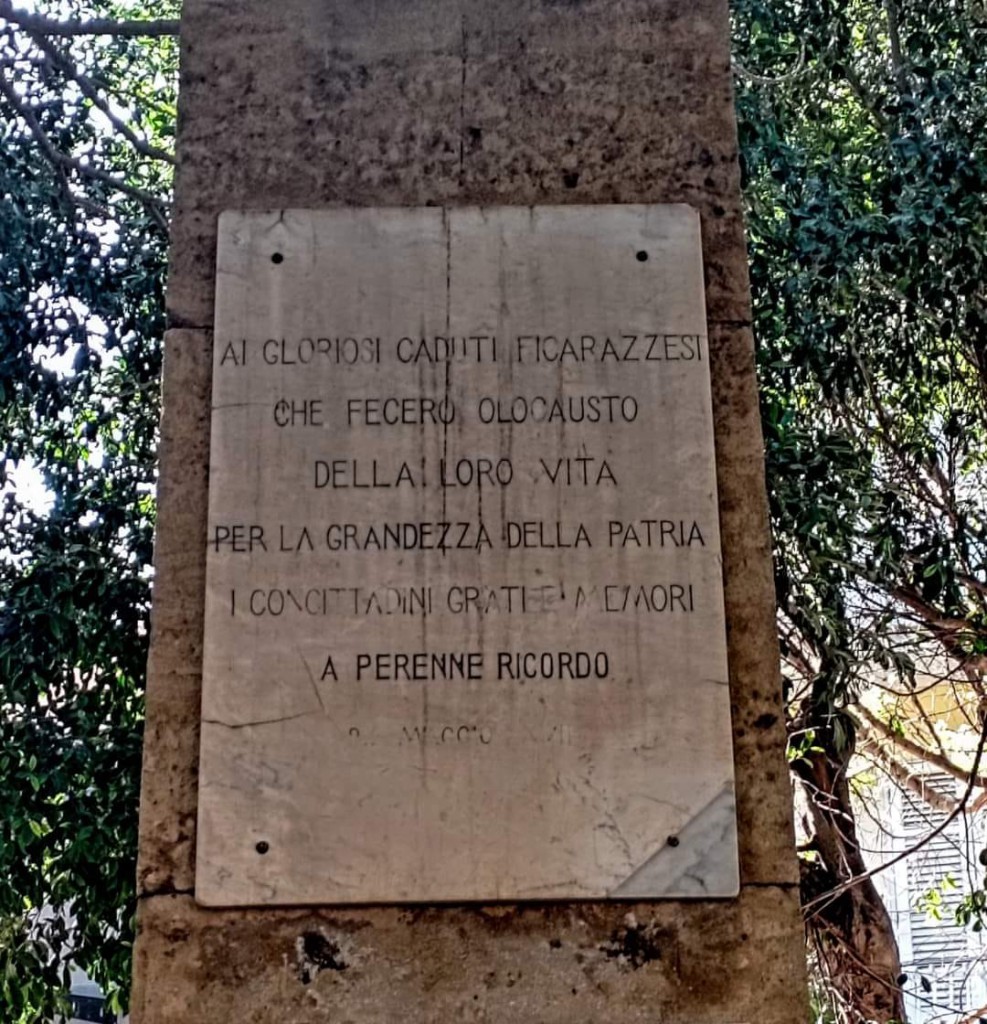 AI GLORIOSI CADUTI FICARAZZESI
CHE FECERO OLOCAUSTO
DELLA LORO VITA
PER LA GRANDEZZA DELLA PATRIA
I CONCITTADINI GRATI E MEMORI
A PERENNE RICORDO
MAGGIO